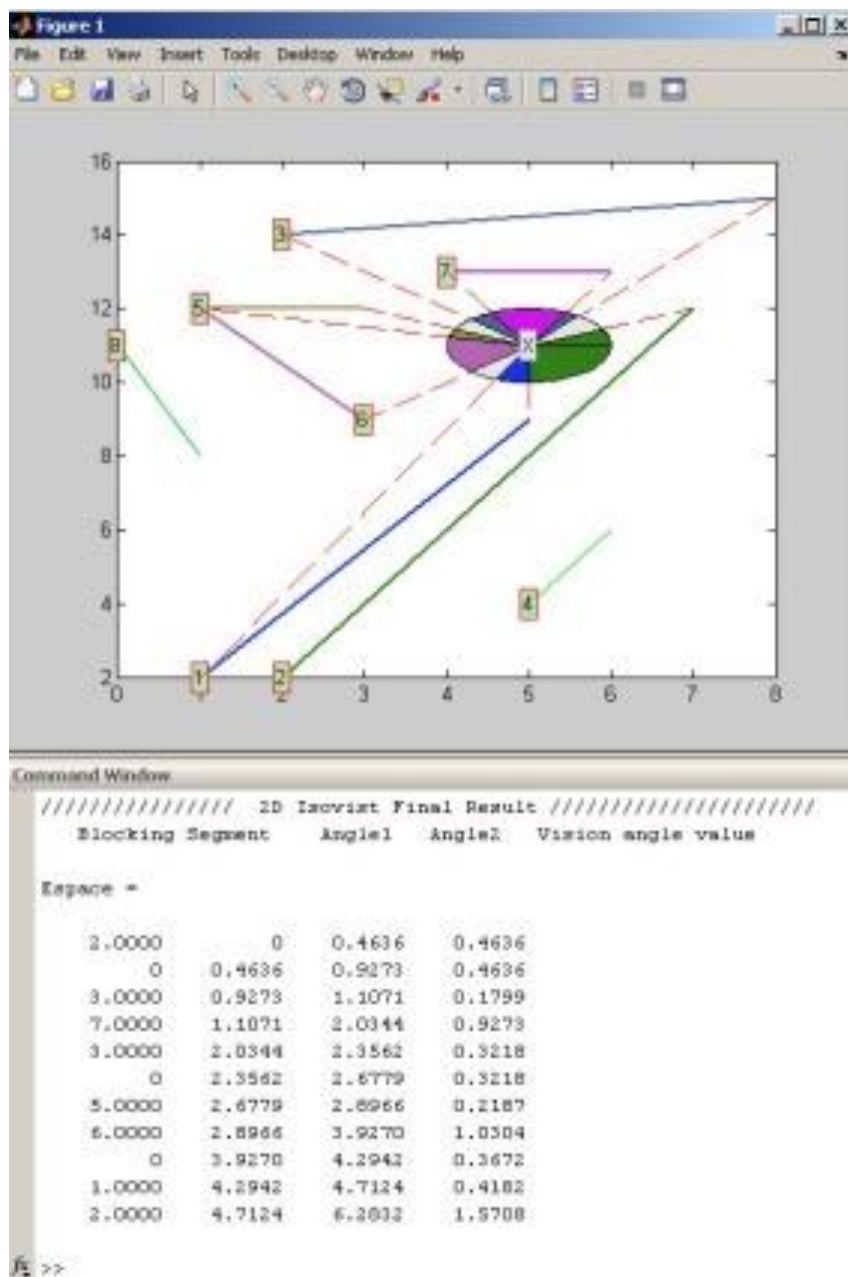 Figure 1
File Edit View Insert Tools Desktop Window Help
16
14
12
10
8
6
4
2
0 1 2 3 4 5 6 7 8
3
7
5
X
8
6
4
1
2
Command Window
//////////////// 2D Isovist Final Result //////////////////////
Blocking Segment Angle1 Angle2 Vision angle value
Espace =
2.0000 0 0.4636 0.4636
0 0.4636 0.9273 0.4636
3.0000 0.9273 1.1071 0.1799
7.0000 1.1071 2.0344 0.9273
3.0000 2.0344 2.3562 0.3218
0 2.3562 2.6779 0.3218
5.0000 2.6779 2.8966 0.2187
6.0000 2.8966 3.9270 1.0304
0 3.9270 4.2942 0.3672
1.0000 4.2942 4.7124 0.4182
2.0000 4.7124 6.2832 1.5708
fx >>